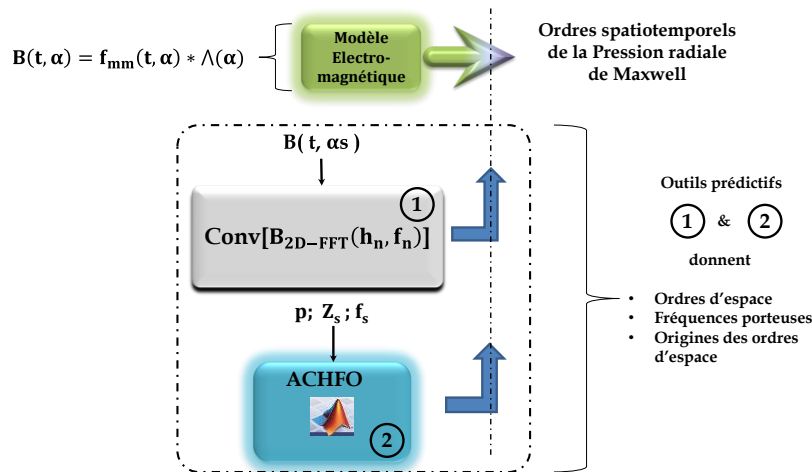 B(t, α) = f_mm(t, α) ∗ Λ(α)
Modèle
Electro-
magnétique
Ordres spatiotemporels
de la Pression radiale
de Maxwell
B( t, αs )
1
Conv[B_2D−FFT(h_n, f_n)]
p; Z_s ; f_s
ACHFO
2
Outils prédictifs
1 & 2
donnent
• Ordres d'espace
• Fréquences porteuses
• Origines des ordres
d'espace